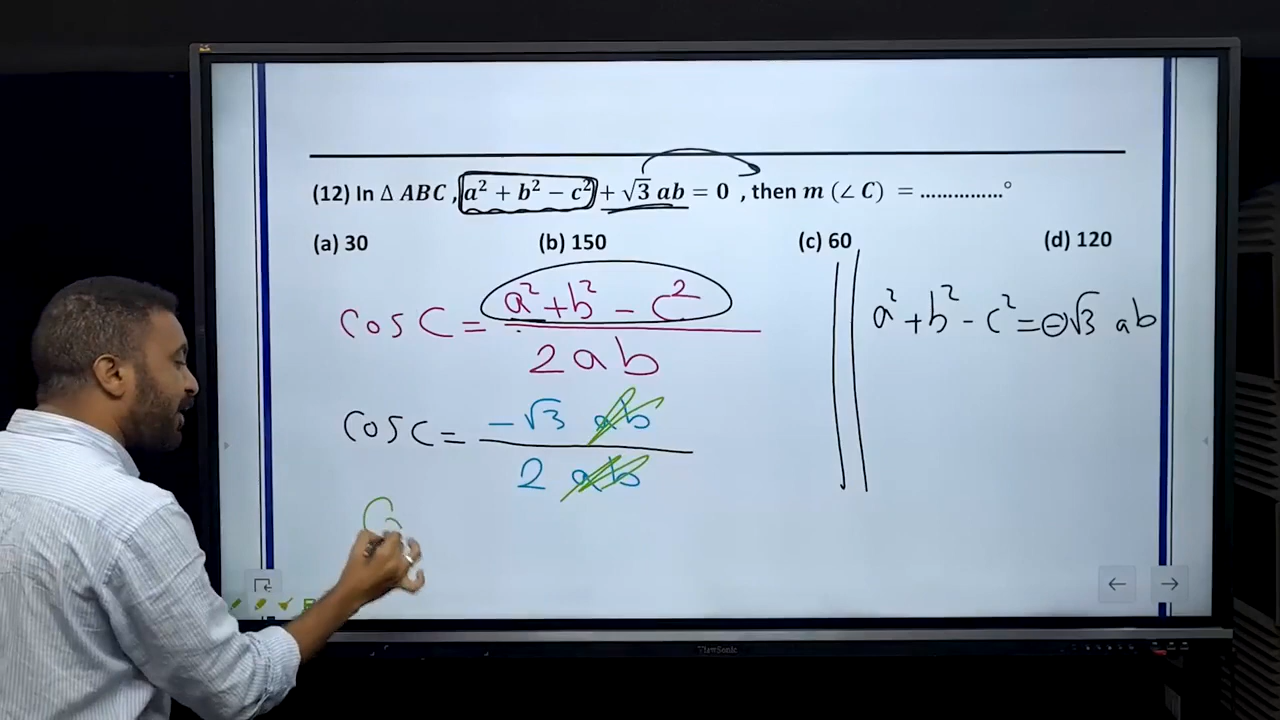 (12) In Δ ABC , a² + b² − c² + √3 ab = 0 , then m (∠ C) = ...............°
(a) 30 (b) 150 (c) 60 (d) 120
cos C = a² + b² − c² / 2ab
a² + b² − c² = −√3 ab
cos C = −√3 ab / 2 ab
C
ViewSonic